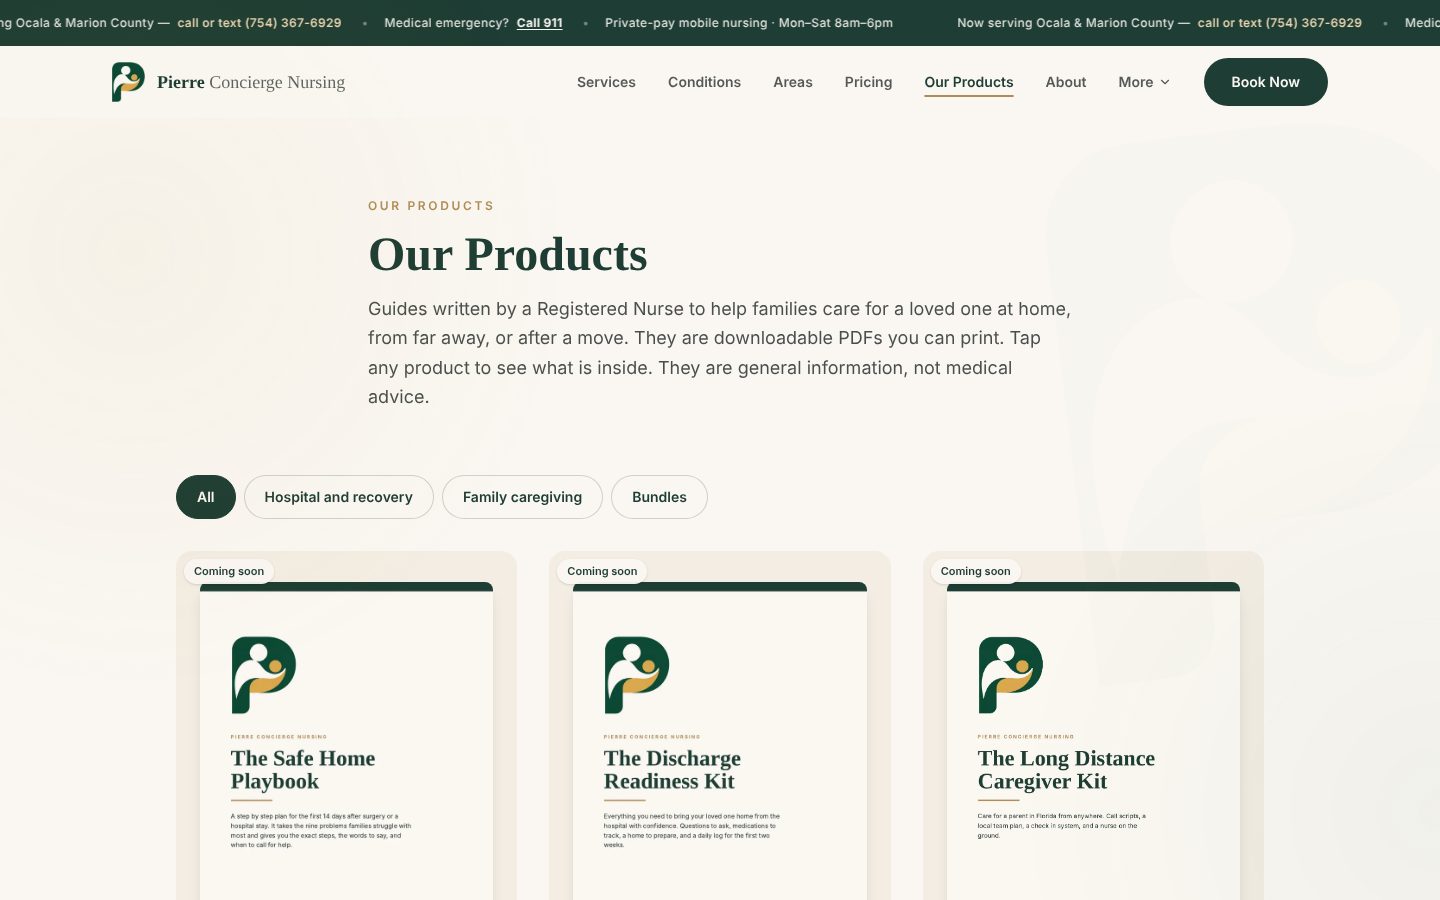 ng Ocala & Marion County — call or text (754) 367-6929 • Medical emergency? Call 911 • Private-pay mobile nursing · Mon–Sat 8am–6pm Now serving Ocala & Marion County — call or text (754) 367-6929 • Medic
Pierre Concierge Nursing
Services Conditions Areas Pricing Our Products About More Book Now
OUR PRODUCTS
Our Products
Guides written by a Registered Nurse to help families care for a loved one at home,
from far away, or after a move. They are downloadable PDFs you can print. Tap
any product to see what is inside. They are general information, not medical
advice.
All Hospital and recovery Family caregiving Bundles
Coming soon
PIERRE CONCIERGE NURSING
The Safe Home
Playbook
A step by step plan for the first 14 days after surgery or a
hospital stay. It takes the nine problems families struggle with
most and gives you the exact steps, the words to say, and
when to call for help.
Coming soon
PIERRE CONCIERGE NURSING
The Discharge
Readiness Kit
Everything you need to bring your loved one home from the
hospital with confidence. Questions to ask, medications to
track, a home to prepare, and a daily log for the first two
weeks.
Coming soon
PIERRE CONCIERGE NURSING
The Long Distance
Caregiver Kit
Care for a parent in Florida from anywhere. Call scripts, a
local team plan, a check in system, and a nurse on the
ground.